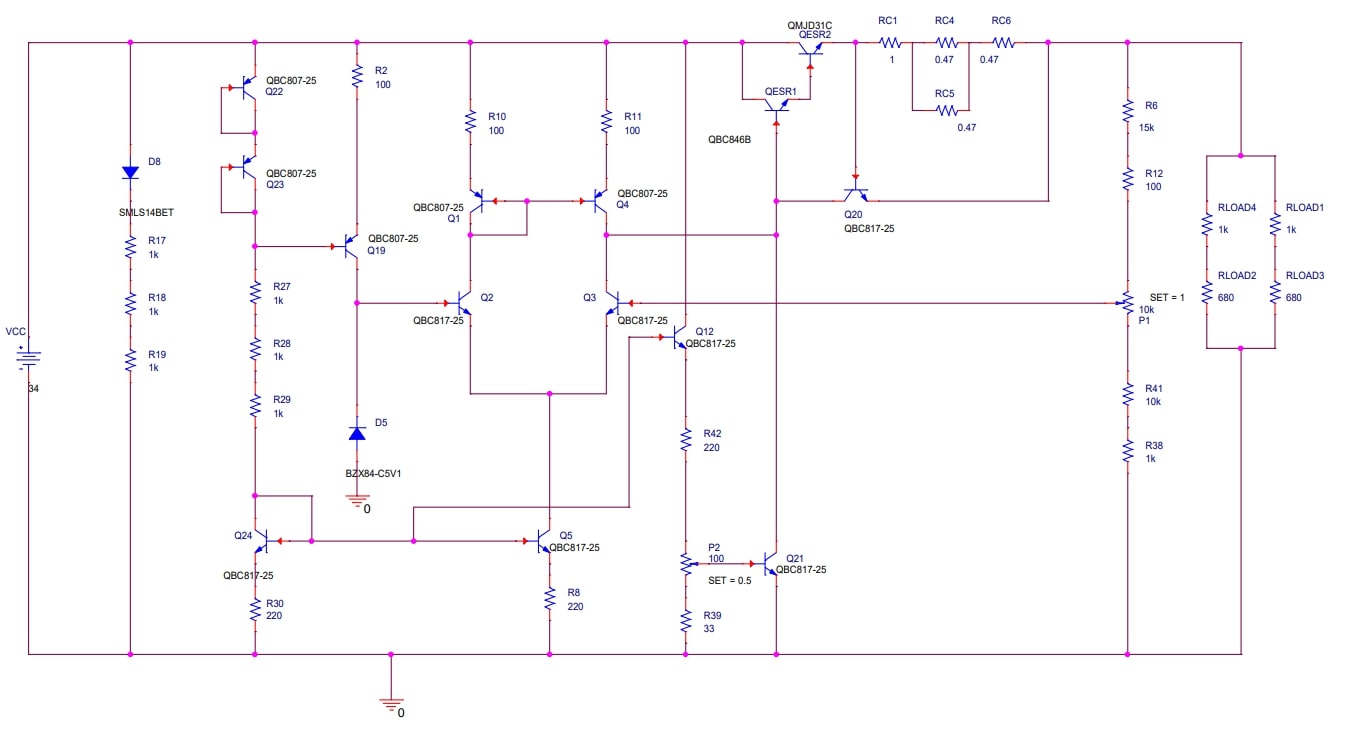 QMJD31C
QESR2
RC1
1
RC4
0.47
RC6
0.47
RC5
0.47
QBC807-25
Q22
R2
100
QESR1
QBC846B
R10
100
R11
100
R6
15k
D8
SMLS14BET
QBC807-25
Q23
R12
100
QBC807-25
Q1
QBC807-25
Q4
Q20
QBC817-25
RLOAD4
1k
RLOAD1
1k
R17
1k
QBC807-25
Q19
R27
1k
R18
1k
Q2
QBC817-25
Q3
QBC817-25
SET = 1
10k
P1
RLOAD2
680
RLOAD3
680
VCC
34
R28
1k
R19
1k
Q12
QBC817-25
R29
1k
R41
10k
D5
BZX84-C5V1
0
R42
220
R38
1k
Q24
QBC817-25
Q5
QBC817-25
P2
100
SET = 0.5
Q21
QBC817-25
R30
220
R8
220
R39
33
0